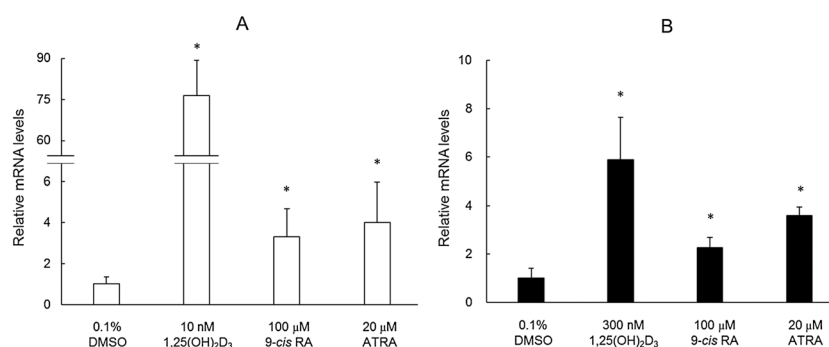 A
Relative mRNA levels
90
75
60
6
4
2
0
*
*
*
0.1% 10 nM 100 μM 20 μM
DMSO 1,25(OH)₂D₃ 9-cis RA ATRA
B
Relative mRNA levels
10
8
6
4
2
0
*
*
*
0.1% 300 nM 100 μM 20 μM
DMSO 1,25(OH)₂D₃ 9-cis RA ATRA